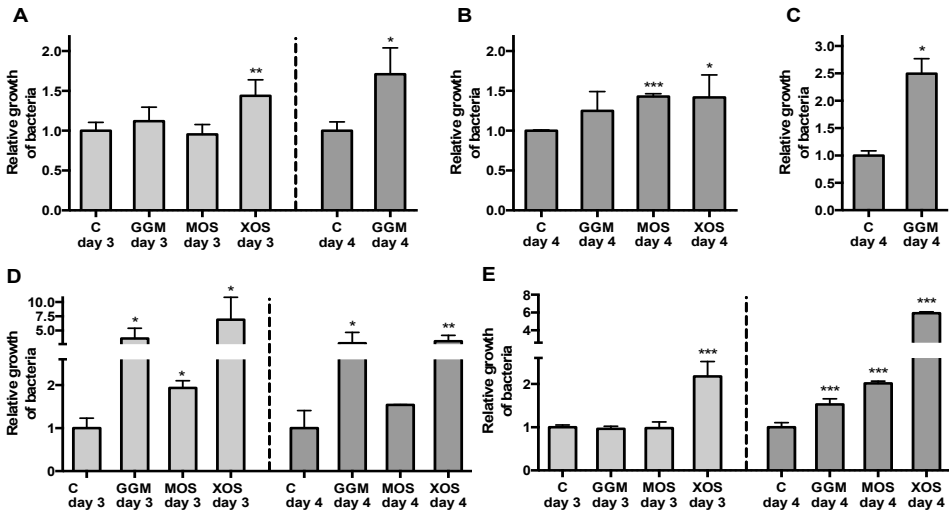 A
Relative growth
of bacteria
2.0
1.5
1.0
0.5
0.0
**
*
C
day 3
GGM
day 3
MOS
day 3
XOS
day 3
C
day 4
GGM
day 4
B
Relative growth
of bacteria
2.0
1.5
1.0
0.5
0.0
***
*
C
day 4
GGM
day 4
MOS
day 4
XOS
day 4
C
Relative growth
of bacteria
3.0
2.5
2.0
1.5
1.0
0.5
0.0
*
C
day 4
GGM
day 4
D
Relative growth
of bacteria
10.0
7.5
5.0
2
1
0
*
*
*
*
**
C
day 3
GGM
day 3
MOS
day 3
XOS
day 3
C
day 4
GGM
day 4
MOS
day 4
XOS
day 4
E
Relative growth
of bacteria
8
6
4
2
1
0
***
***
***
***
C
day 3
GGM
day 3
MOS
day 3
XOS
day 3
C
day 4
GGM
day 4
MOS
day 4
XOS
day 4